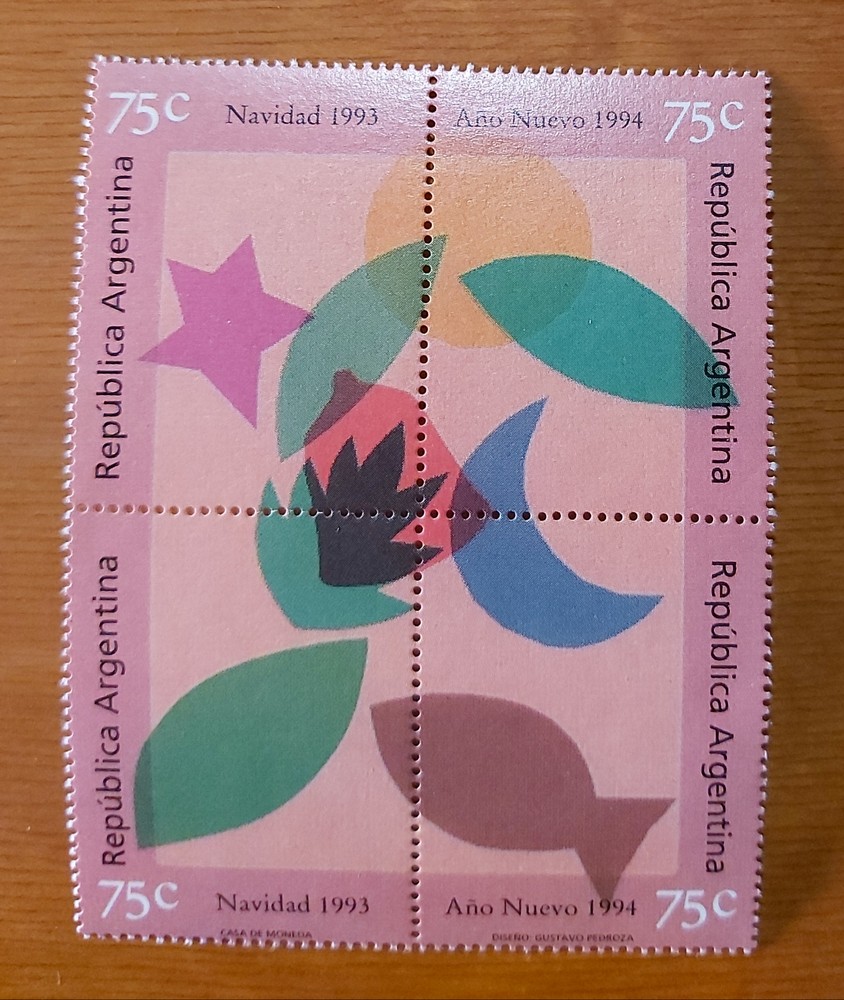 75c Navidad 1993
Año Nuevo 1994 75c
República Argentina
República Argentina
República Argentina
República Argentina
75c Navidad 1993
Año Nuevo 1994 75c
CASA DE MONEDA
DISEÑO: GUSTAVO PEDROZA